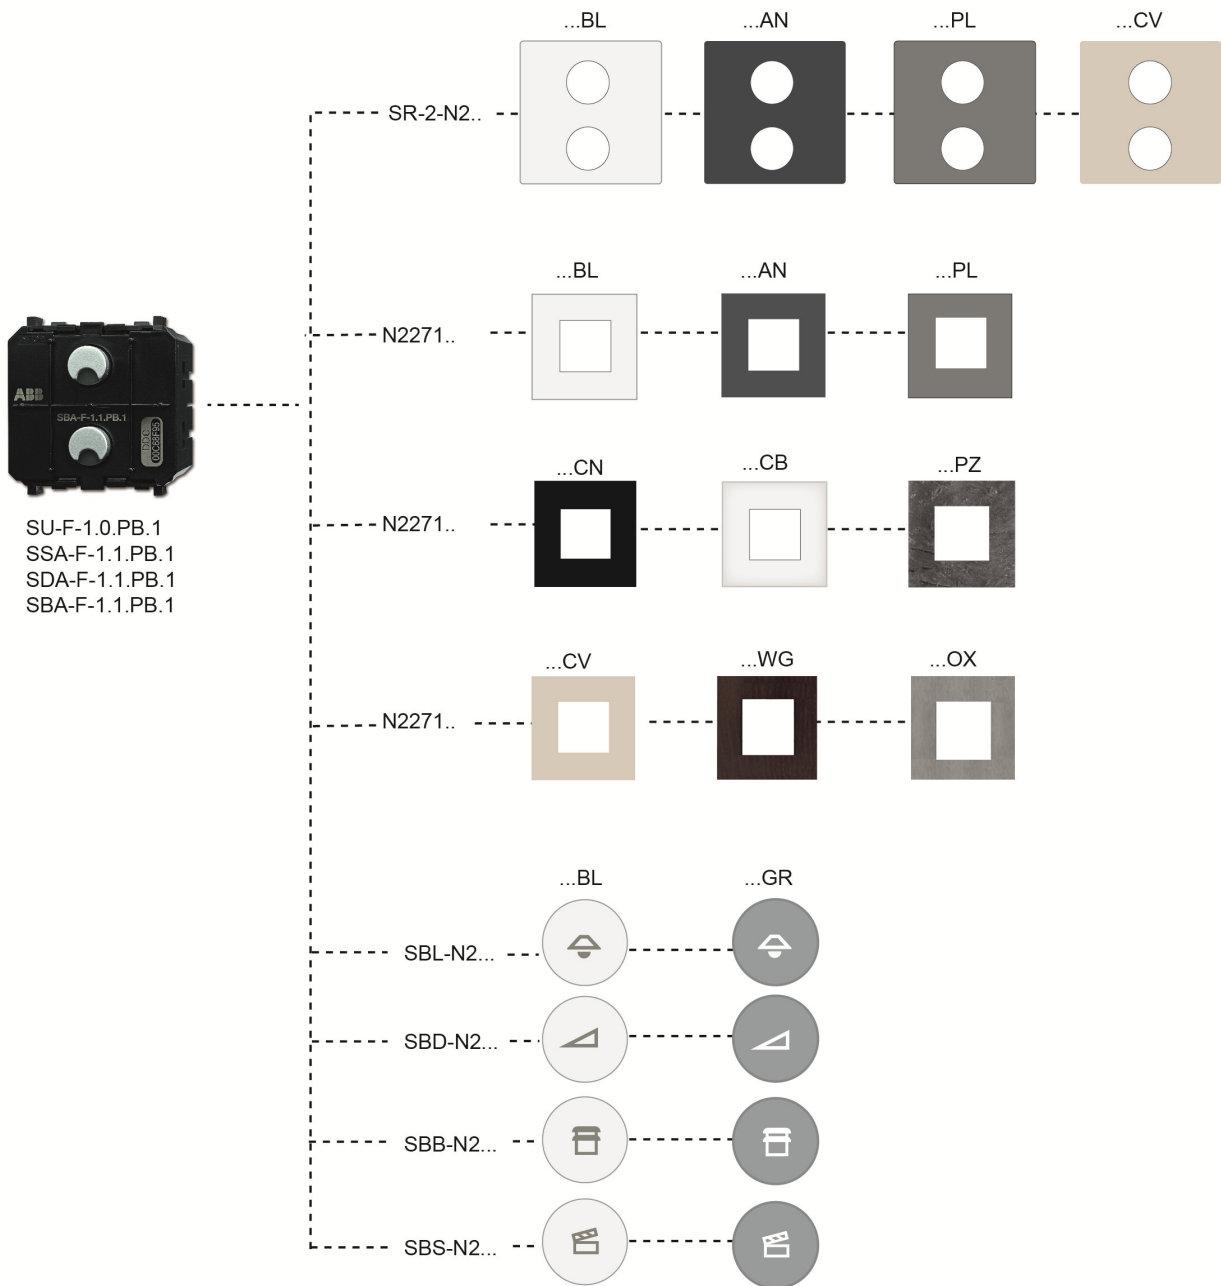 ...BL ...AN ...PL ...CV
SR-2-N2..
...BL ...AN ...PL
N2271..
ABB
SBA-F-1.1.PB.1
00C68F95
...CN ...CB ...PZ
N2271..
SU-F-1.0.PB.1
SSA-F-1.1.PB.1
SDA-F-1.1.PB.1
SBA-F-1.1.PB.1
...CV ...WG ...OX
N2271..
...BL ...GR
SBL-N2...
SBD-N2...
SBB-N2...
SBS-N2...